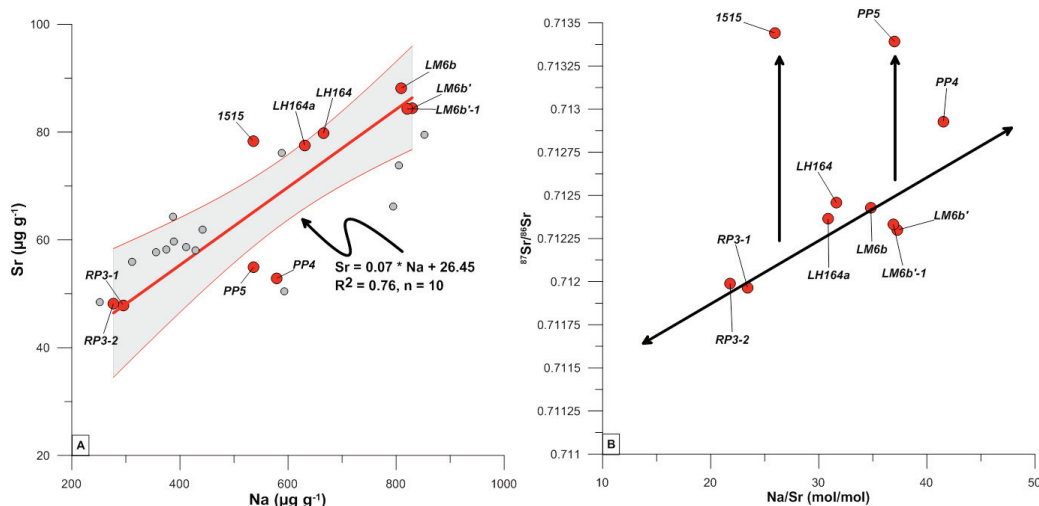 100
80
60
40
20
Sr (µg g⁻¹)
200
400
600
800
1000
Na (µg g⁻¹)
A
1515
LH164a
LH164
LM6b
LM6b'
LM6b'-1
RP3-1
RP3-2
PP5
PP4
Sr = 0.07 * Na + 26.45
R² = 0.76, n = 10
0.7135
0.71325
0.713
0.71275
0.7125
0.71225
0.712
0.71175
0.7115
0.71125
0.711
⁸⁷Sr/⁸⁶Sr
10
20
30
40
50
Na/Sr (mol/mol)
B
1515
PP5
PP4
LH164
RP3-1
LH164a
LM6b
LM6b'
LM6b'-1
RP3-2